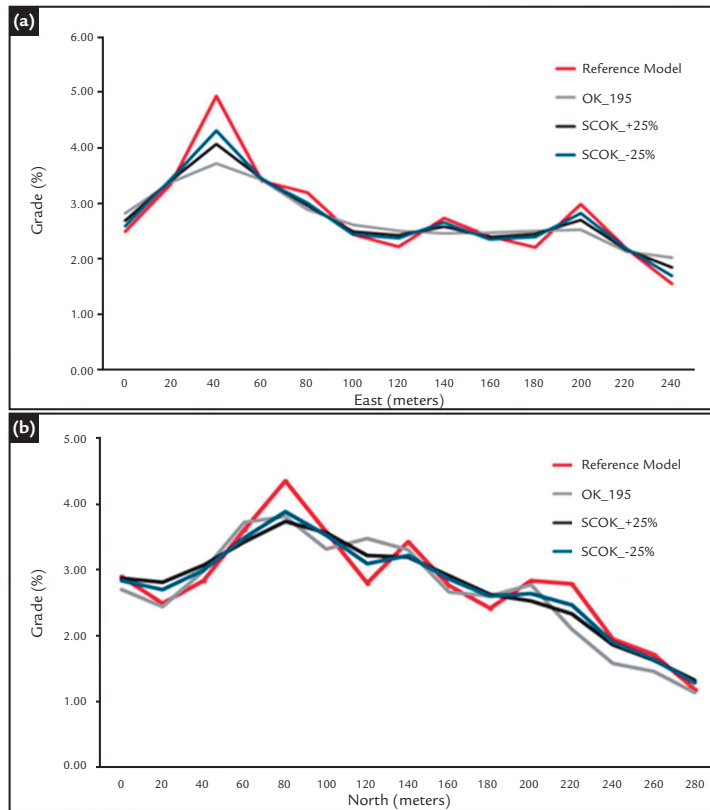 (a)
6.00
5.00
4.00
3.00
2.00
1.00
0.00
Grade (%)
Reference Model
OK_195
SCOK_+25%
SCOK_-25%
0 20 40 60 80 100 120 140 160 180 200 220 240
East (meters)
(b)
5.00
4.00
3.00
2.00
1.00
0.00
Grade (%)
Reference Model
OK_195
SCOK_+25%
SCOK_-25%
0 20 40 60 80 100 120 140 160 180 200 220 240 260 280
North (meters)